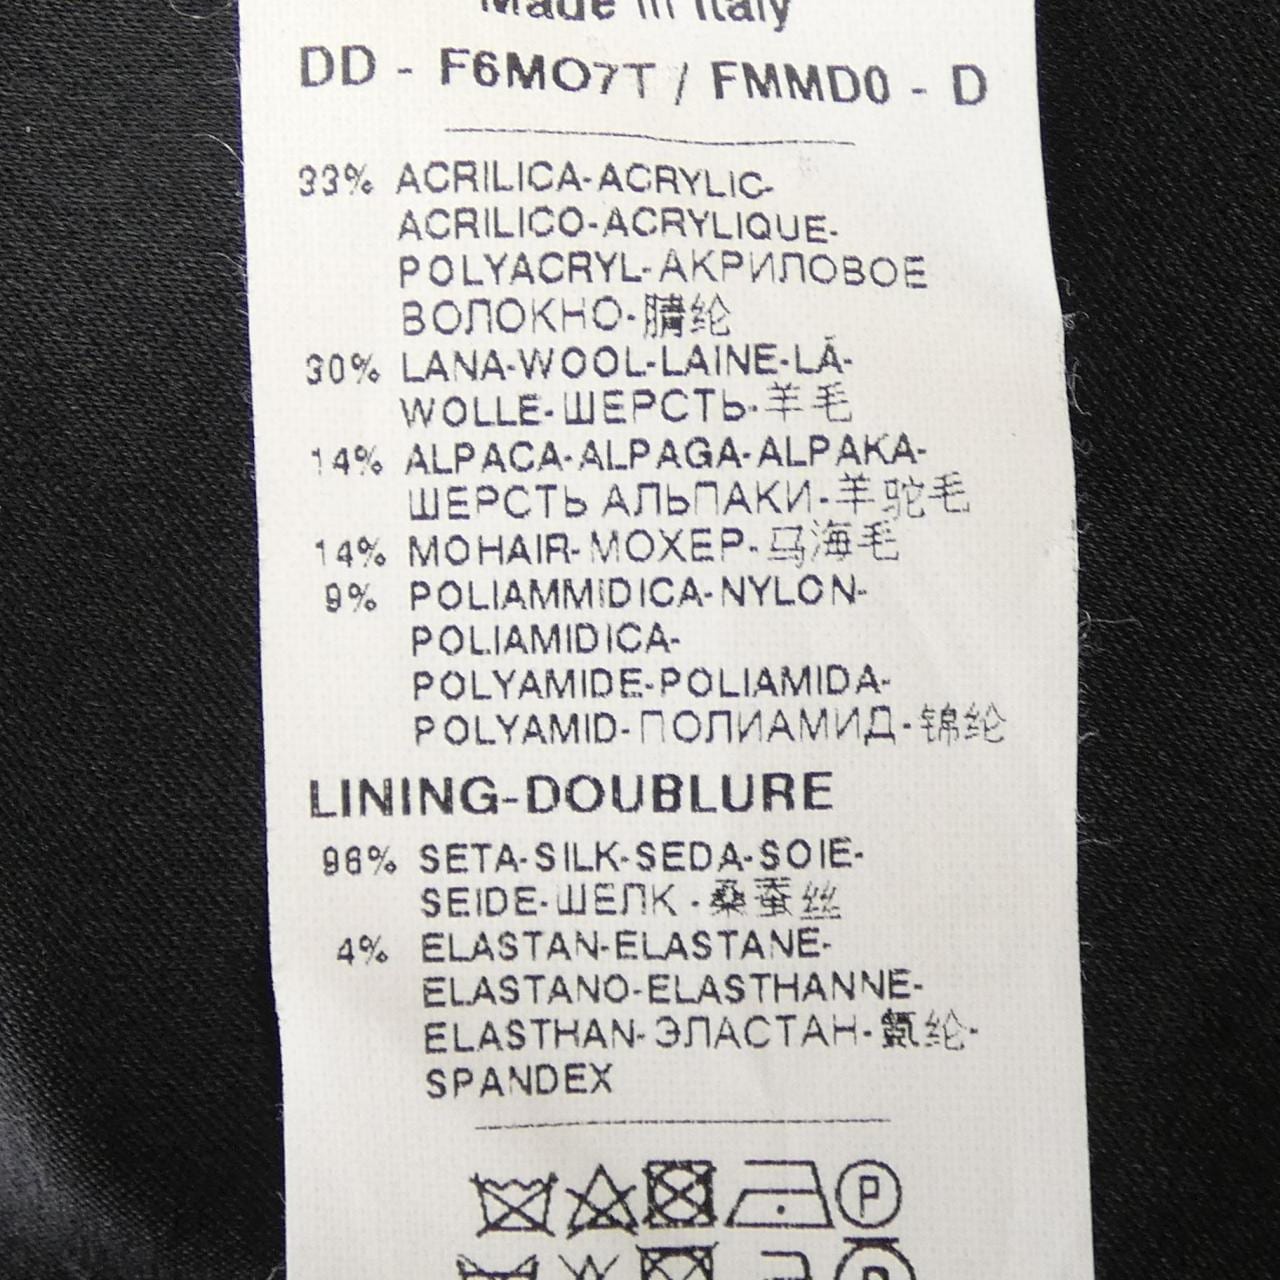 Made in Italy
DD - F6MO7T / FMMMD0 - D
33% ACRILICA-ACRYLIC-
ACRILICO-ACRYLIQUE-
POLYACRYL-АКРИЛОВОЕ
ВОЛОКНО-腈纶
30% LANA-WOOL-LAINE-LÃ-
WOLLE-ШЕРСТЬ-羊毛
14% ALPACA-ALPAGA-ALPAKA-
ШЕРСТЬ АЛЬПАКИ-羊驼毛
14% MOHAIR-МОХЕР-马海毛
9% POLIAMMIDICA-NYLON-
POLIAMIDICA-
POLYAMIDE-POLIAMIDA-
POLYAMID-ПОЛИАМИД-锦纶
LINING-DOUBLURE
96% SETA-SILK-SEDA-SOIE-
SEIDE-ШЕЛК-桑蚕丝
4% ELASTAN-ELASTANE-
ELASTANO-ELASTHANNE-
ELASTHAN-ЭЛАСТАН-氨纶-
SPANDEX
P